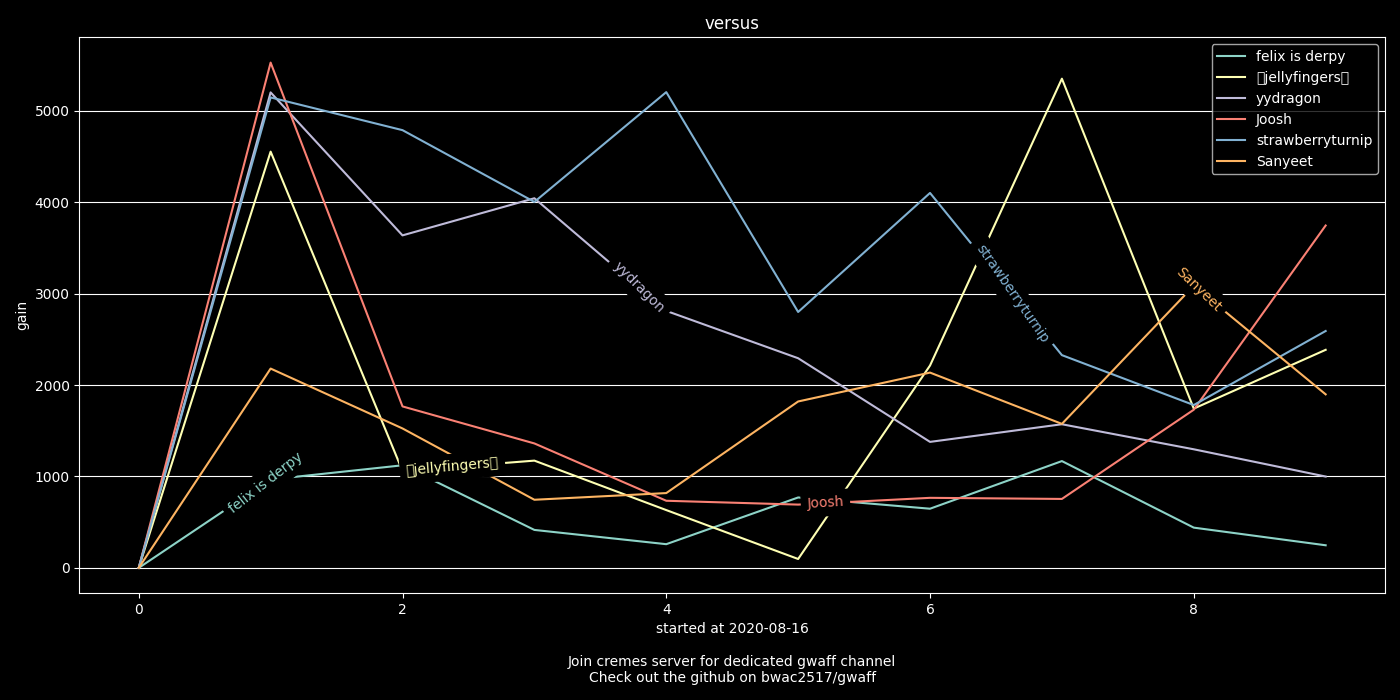 versus
felix is derpy
jellyfingers
yydragon
Joosh
strawberryturnip
Sanyeet
5000
4000
3000
2000
1000
0
gain
yydragon
strawberryturnip
Sanyeet
felix is derpy
jellyfingers
Joosh
0 2 4 6 8
started at 2020-08-16
Join cremes server for dedicated gwaff channel
Check out the github on bwac2517/gwaff